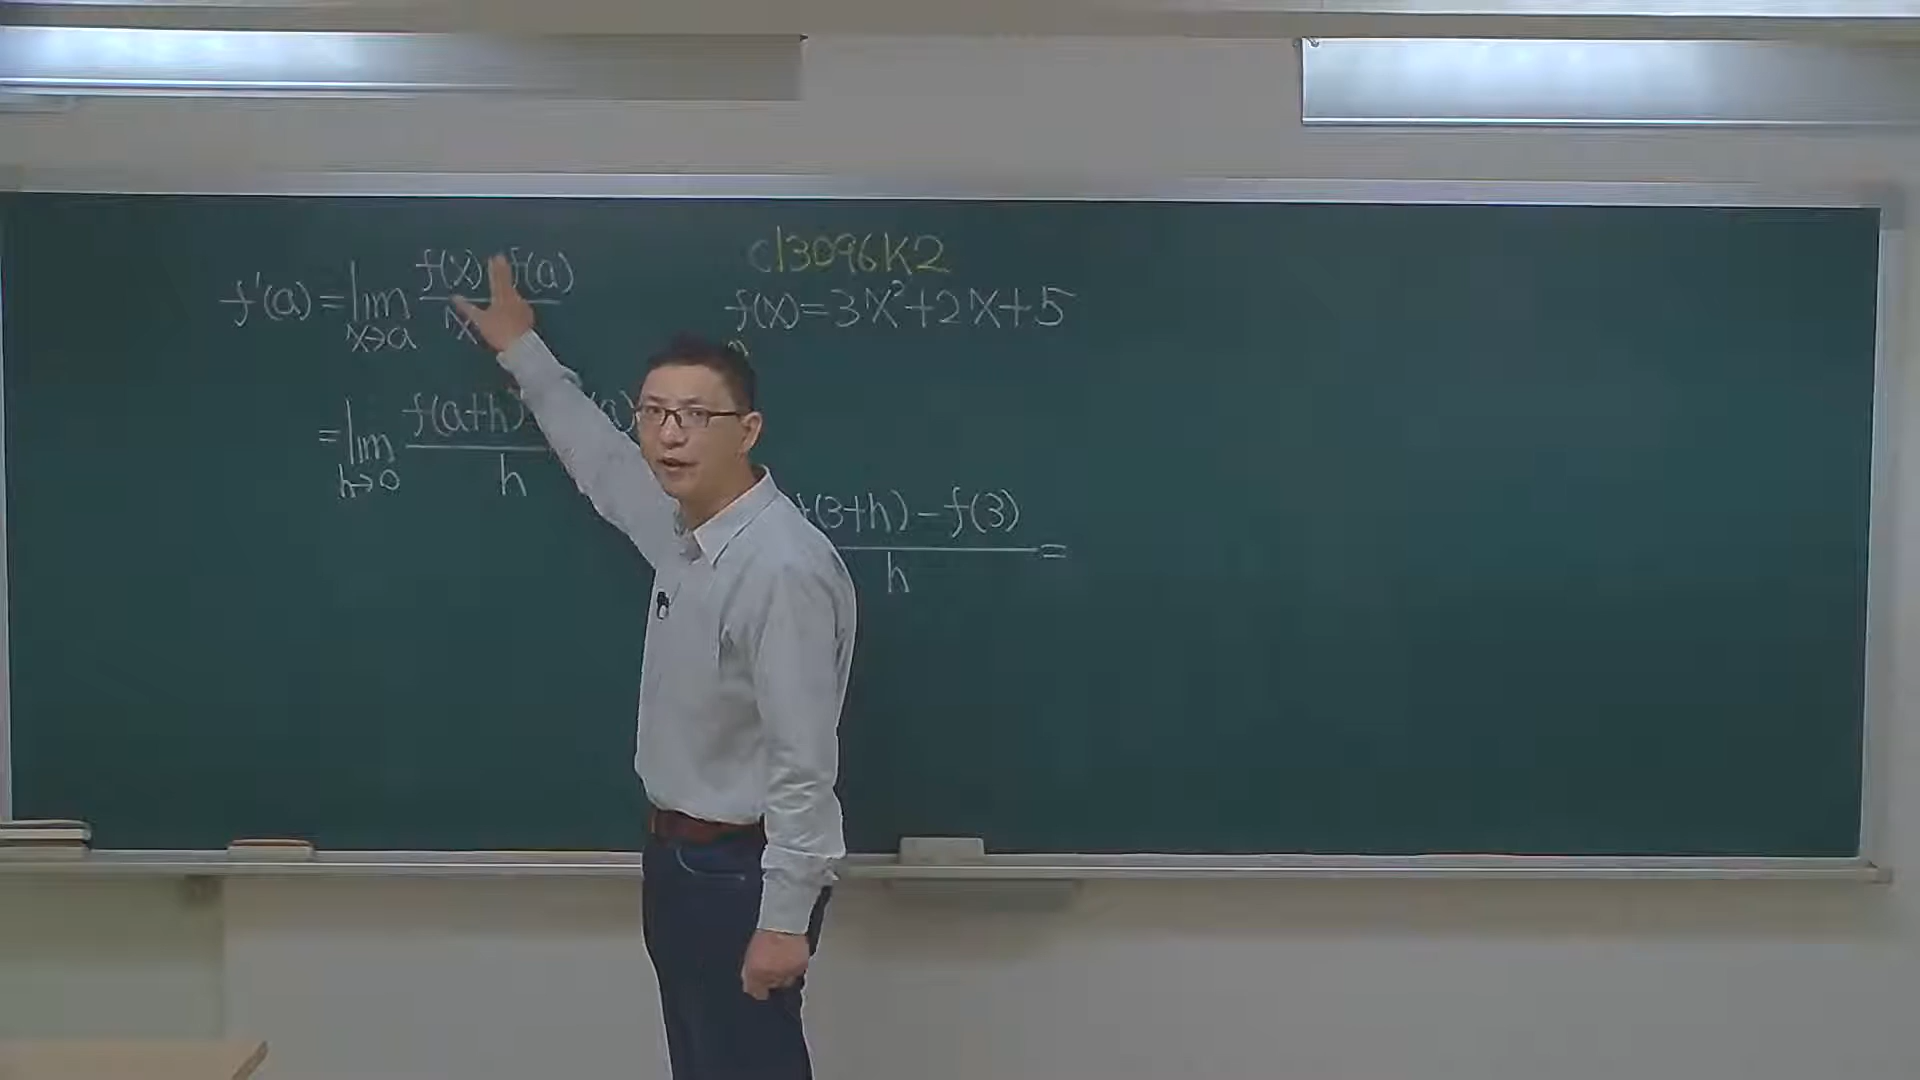 f'(a) = lim x→a f(x) f(a) / x
= lim h→0 f(a+h) (a) / h
c13096K2
f(x)=3x²+2x+5
f(3+h)-f(3) / h =